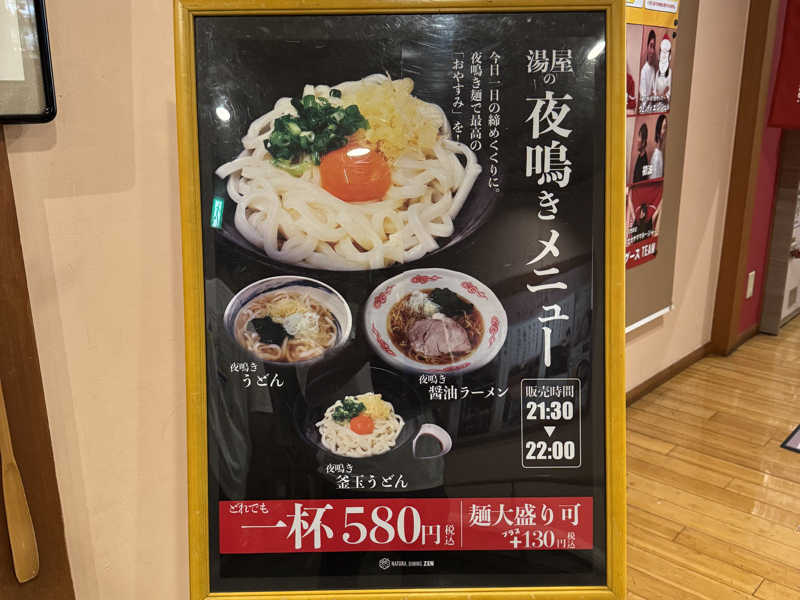 湯屋の
夜鳴きメニュー
今日一日の締めくくりに。
夜鳴き麺で最高の
「おやすみ」を！
夜鳴き
うどん
夜鳴き
醤油ラーメン
夜鳴き
釜玉うどん
販売時間
21:30
▼
22:00
どれでも
一杯580円税込
麺大盛り可
プラス
+130円税込
NATURA DINING ZEN